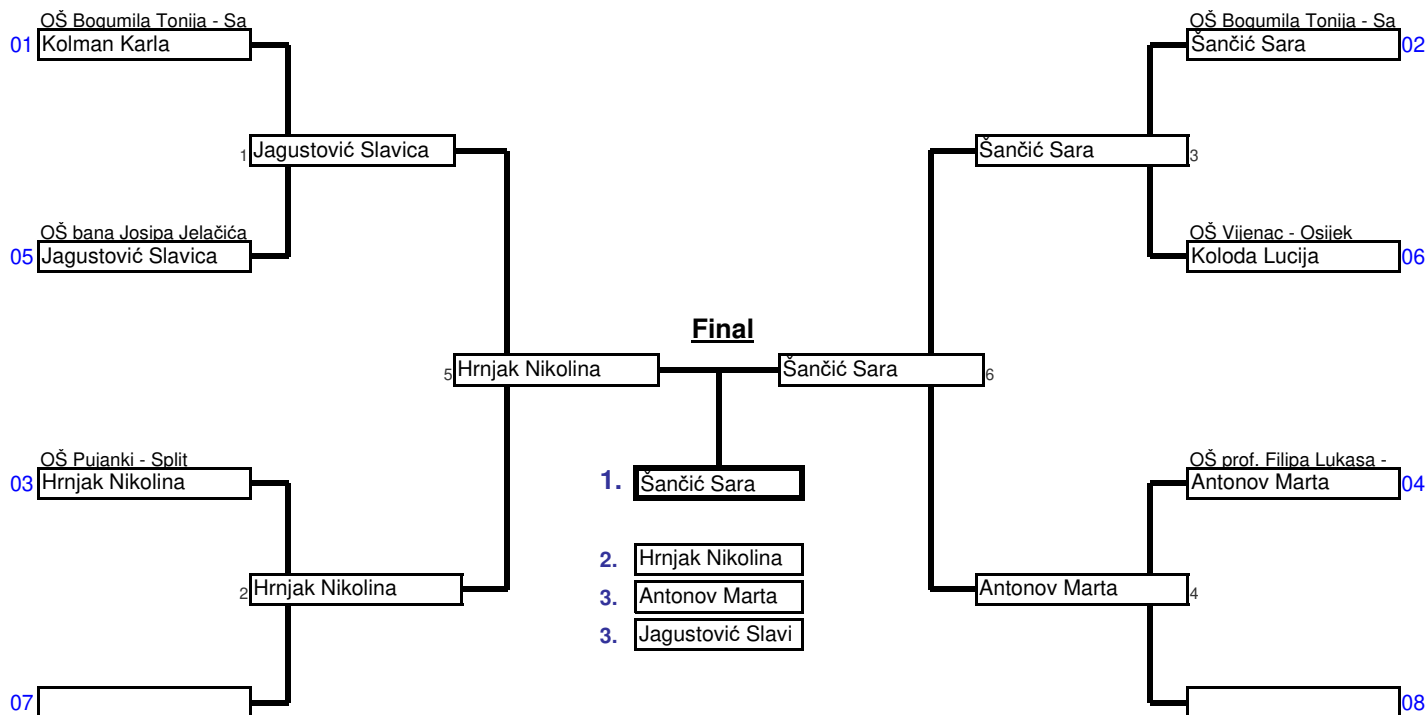 OŠ Bogumila Tonija - Sa
01 Kolman Karla
OŠ Bogumila Tonija - Sa
Šančić Sara 02
1 Jagustović Slavica
Šančić Sara 3
OŠ bana Josipa Jelačića
05 Jagustović Slavica
OŠ Vijenac - Osijek
Koloda Lucija 06
Final
5 Hrnjak Nikolina
Šančić Sara 6
OŠ Pujanki - Split
03 Hrnjak Nikolina
1. Šančić Sara
OŠ prof. Filipa Lukasa -
Antonov Marta 04
2. Hrnjak Nikolina
3. Antonov Marta
3. Jagustović Slavi
2 Hrnjak Nikolina
Antonov Marta 4
07
08